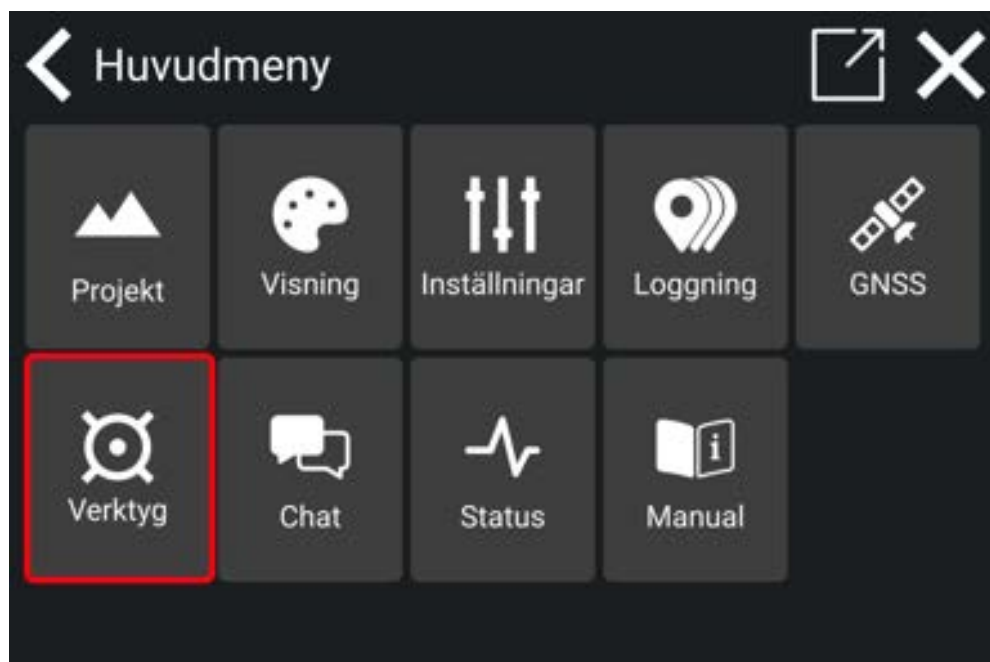 Huvudmeny
Projekt
Visning
Inställningar
Loggning
GNSS
Verktyg
Chat
Status
Manual